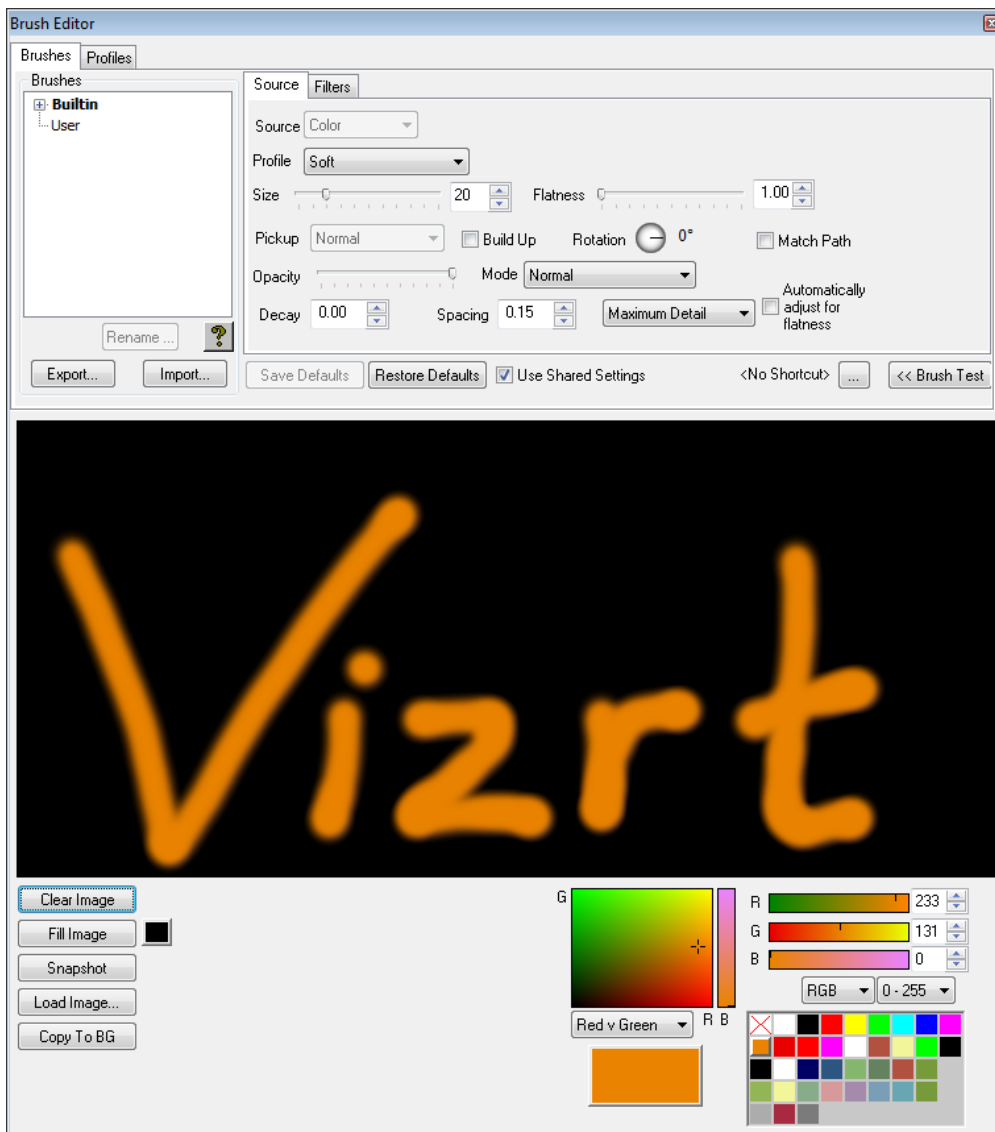 Brush Editor
Brushes Profiles
Brushes
Builtin
User
Rename ...
Export... Import...
Source Filters
Source Color
Profile Soft
Size 20 Flatness 1.00
Pickup Normal Build Up Rotation 0° Match Path
Opacity Mode Normal
Decay 0.00 Spacing 0.15 Maximum Detail Automatically adjust for flatness
Save Defaults Restore Defaults Use Shared Settings <No Shortcut> ... << Brush Test
Vizrt
Clear Image
Fill Image
Snapshot
Load Image...
Copy To BG
G
Red v Green R B
R 233
G 131
B 0
RGB 0 - 255